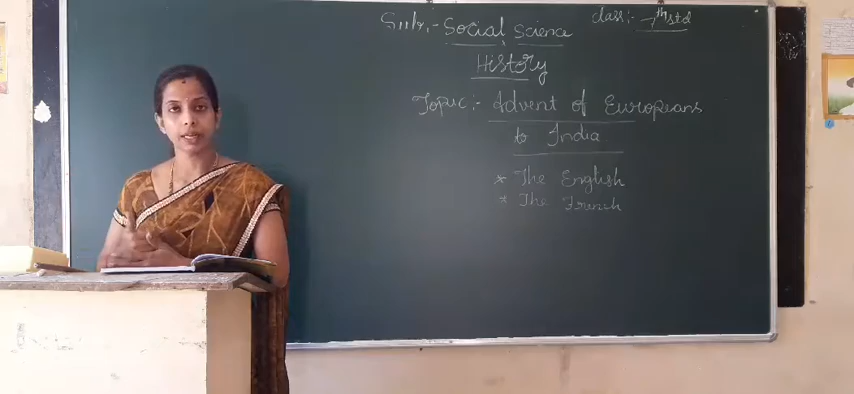 Sub:- Social Science
class:- 7th std
History
Topic:- Advent of Europeans
to India
* The English
* The French